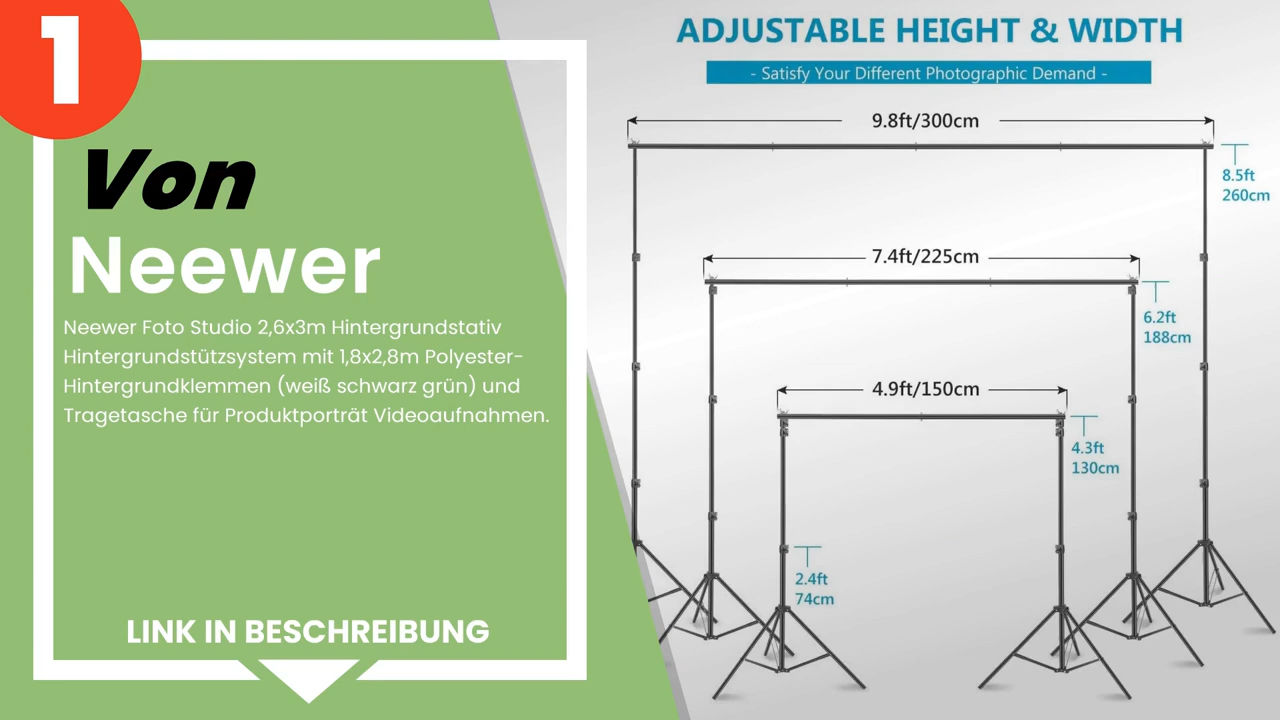 1
Von
Neewer
Neewer Foto Studio 2,6x3m Hintergrundstativ
Hintergrundstützsystem mit 1,8x2,8m Polyester-
Hintergrundklemmen (weiß schwarz grün) und
Tragetasche für Produktporträt Videoaufnahmen.
LINK IN BESCHREIBUNG
ADJUSTABLE HEIGHT & WIDTH
- Satisfy Your Different Photographic Demand -
9.8ft/300cm
8.5ft
260cm
7.4ft/225cm
6.2ft
188cm
4.9ft/150cm
4.3ft
130cm
2.4ft
74cm